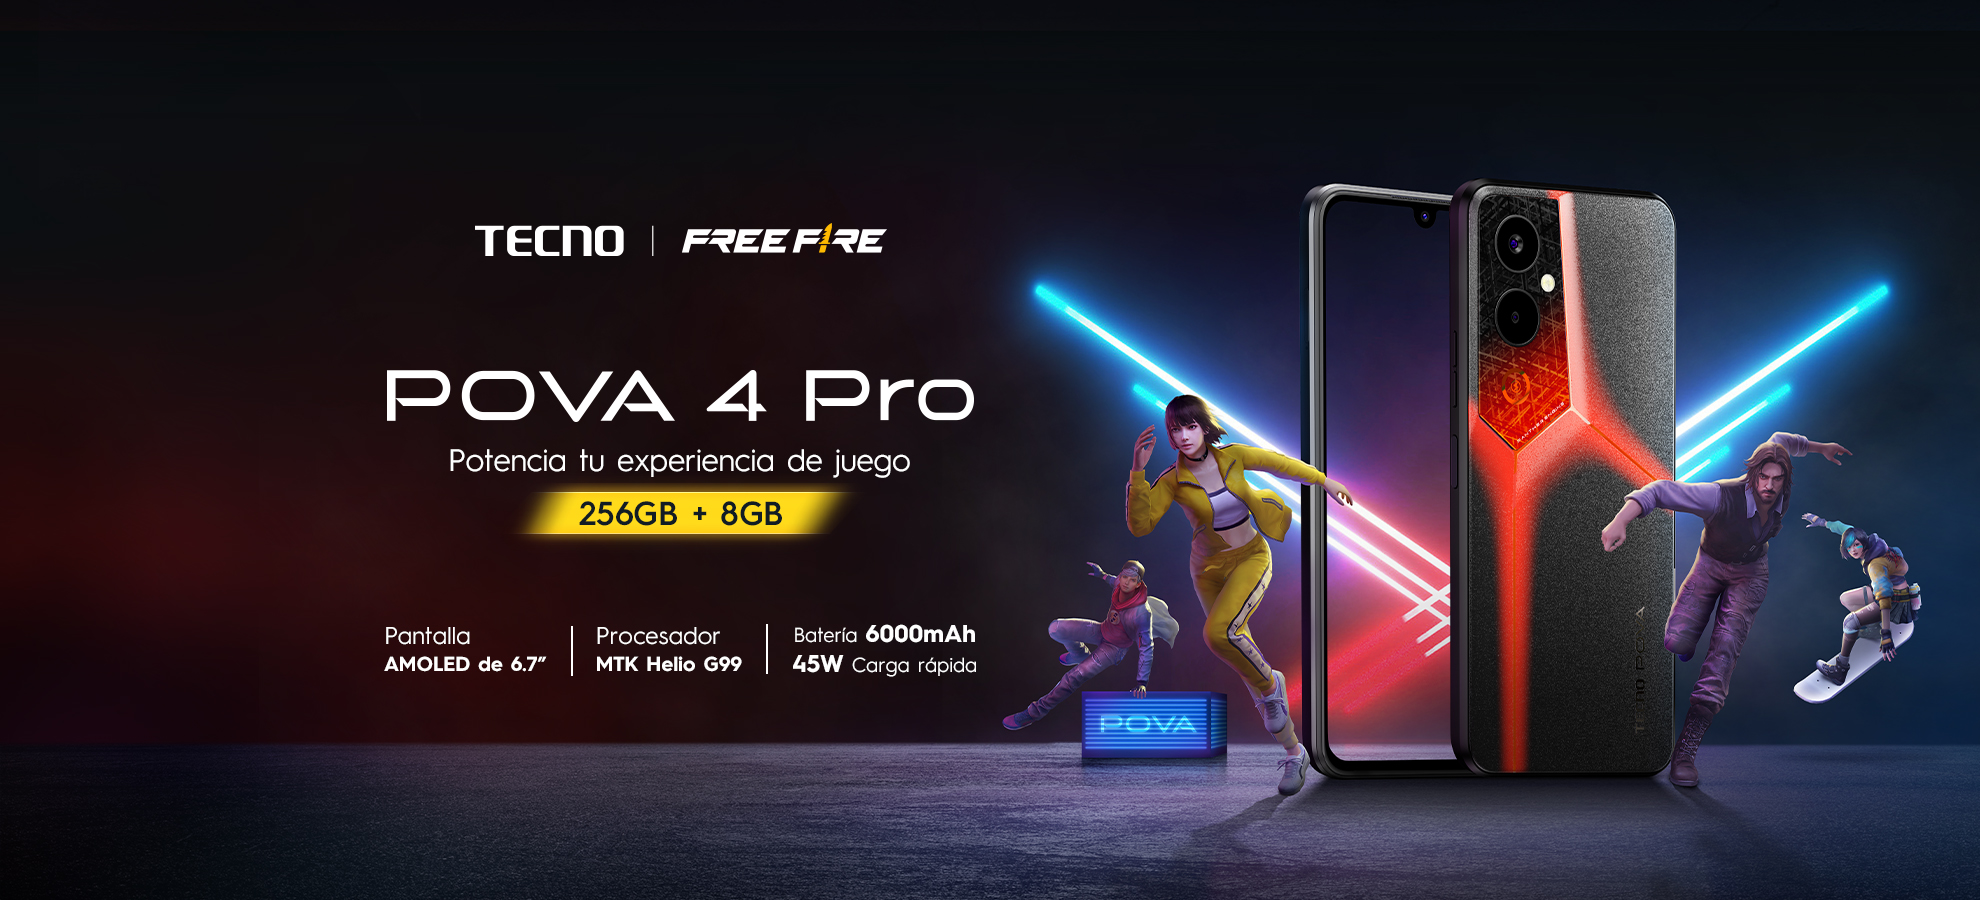 TECNO | FREE FIRE
POVA 4 Pro
Potencia tu experiencia de juego
256GB + 8GB
Pantalla
AMOLED de 6.7”
Procesador
MTK Helio G99
Batería 6000mAh
45W Carga rápida
POVA